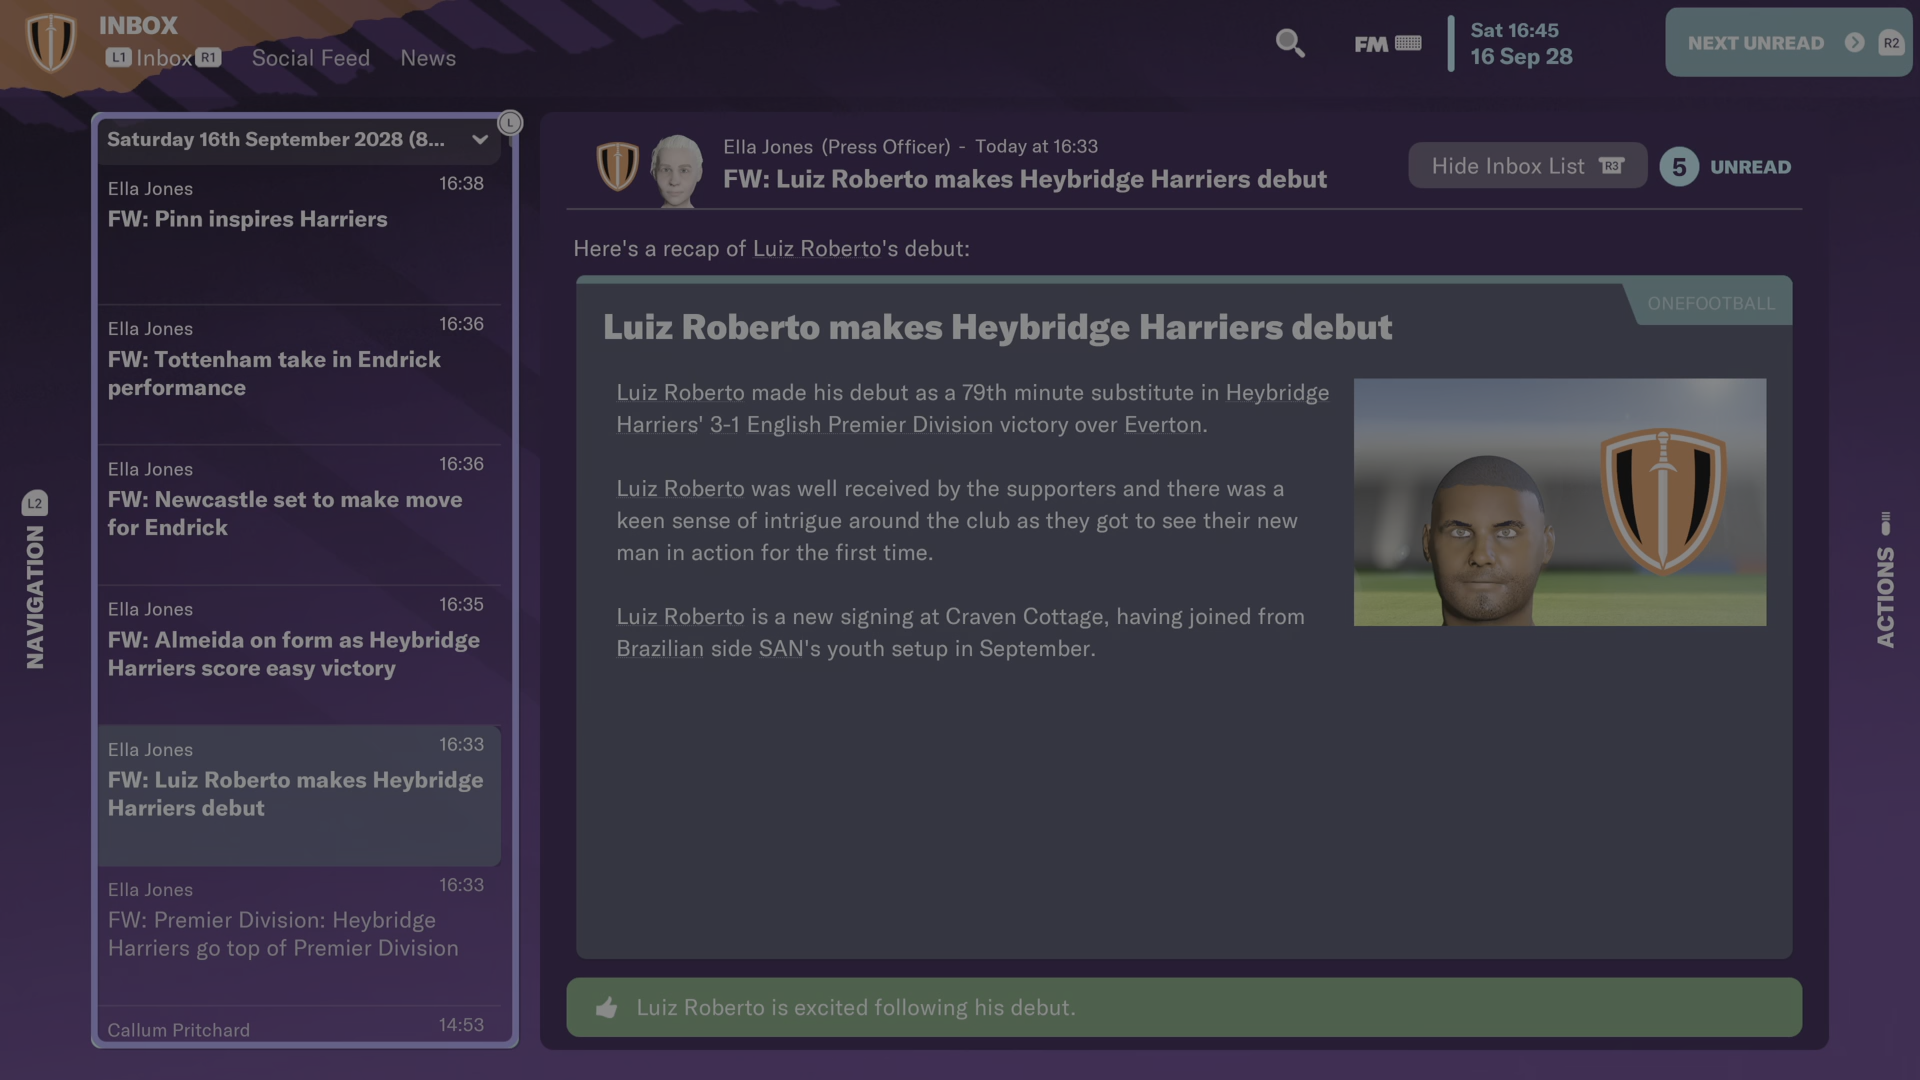 INBOX
L1 Inbox R1 Social Feed News
FM
Sat 16:45
16 Sep 28
NEXT UNREAD R2
L2
NAVIGATION
Saturday 16th September 2028 (8...
L
Ella Jones 16:38
FW: Pinn inspires Harriers
Ella Jones 16:36
FW: Tottenham take in Endrick
performance
Ella Jones 16:36
FW: Newcastle set to make move
for Endrick
Ella Jones 16:35
FW: Almeida on form as Heybridge
Harriers score easy victory
Ella Jones 16:33
FW: Luiz Roberto makes Heybridge
Harriers debut
Ella Jones 16:33
FW: Premier Division: Heybridge
Harriers go top of Premier Division
Callum Pritchard 14:53
Ella Jones (Press Officer) - Today at 16:33
FW: Luiz Roberto makes Heybridge Harriers debut
Hide Inbox List R3
5 UNREAD
Here's a recap of Luiz Roberto's debut:
ONEFOOTBALL
Luiz Roberto makes Heybridge Harriers debut
Luiz Roberto made his debut as a 79th minute substitute in Heybridge
Harriers' 3-1 English Premier Division victory over Everton.
Luiz Roberto was well received by the supporters and there was a
keen sense of intrigue around the club as they got to see their new
man in action for the first time.
Luiz Roberto is a new signing at Craven Cottage, having joined from
Brazilian side SAN's youth setup in September.
Luiz Roberto is excited following his debut.
ACTIONS